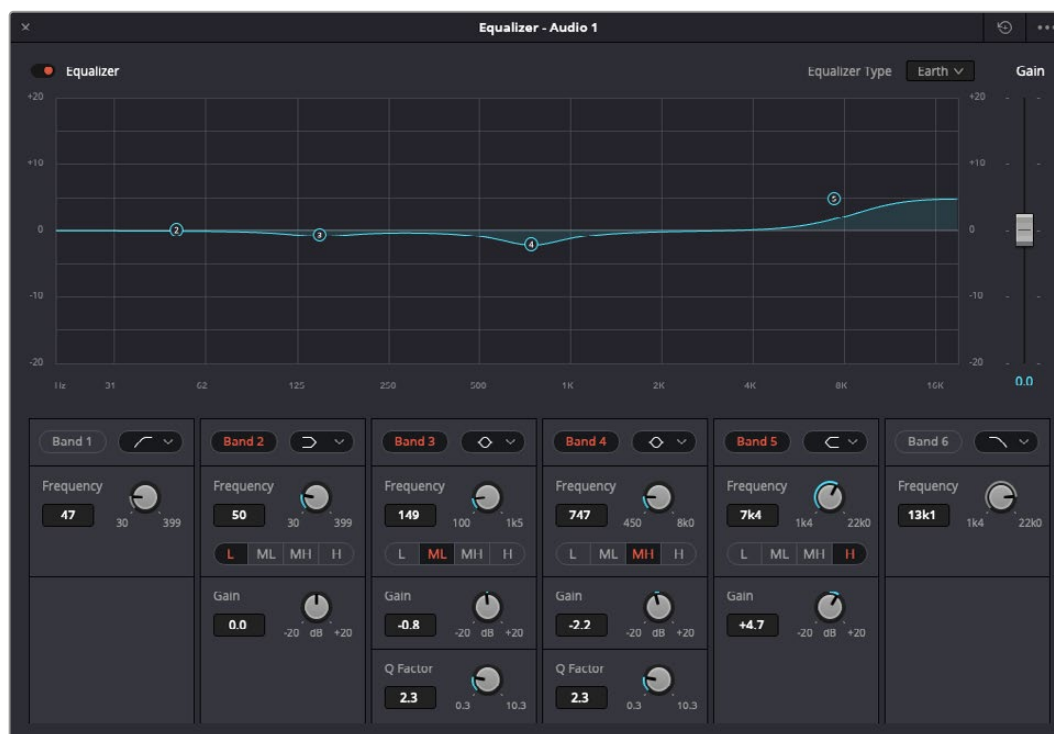 Equalizer - Audio 1
Equalizer
Equalizer Type Earth Gain
+20 +20
+10 +10
0 0
-10 -10
-20 -20
Hz 31 62 125 250 500 1K 2K 4K 8K 16K 0.0
2 3 4 5
Band 1 Band 2 Band 3 Band 4 Band 5 Band 6
Frequency Frequency Frequency Frequency Frequency Frequency
47 30 399 50 30 399 149 100 1k5 747 450 8k0 7k4 1k4 22k0 13k1 1k4 22k0
L ML MH H L ML MH H L ML MH H L ML MH H
Gain Gain Gain Gain
0.0 -20 dB +20 -0.8 -20 dB +20 -2.2 -20 dB +20 +4.7 -20 dB +20
Q Factor Q Factor
2.3 0.3 10.3 2.3 0.3 10.3